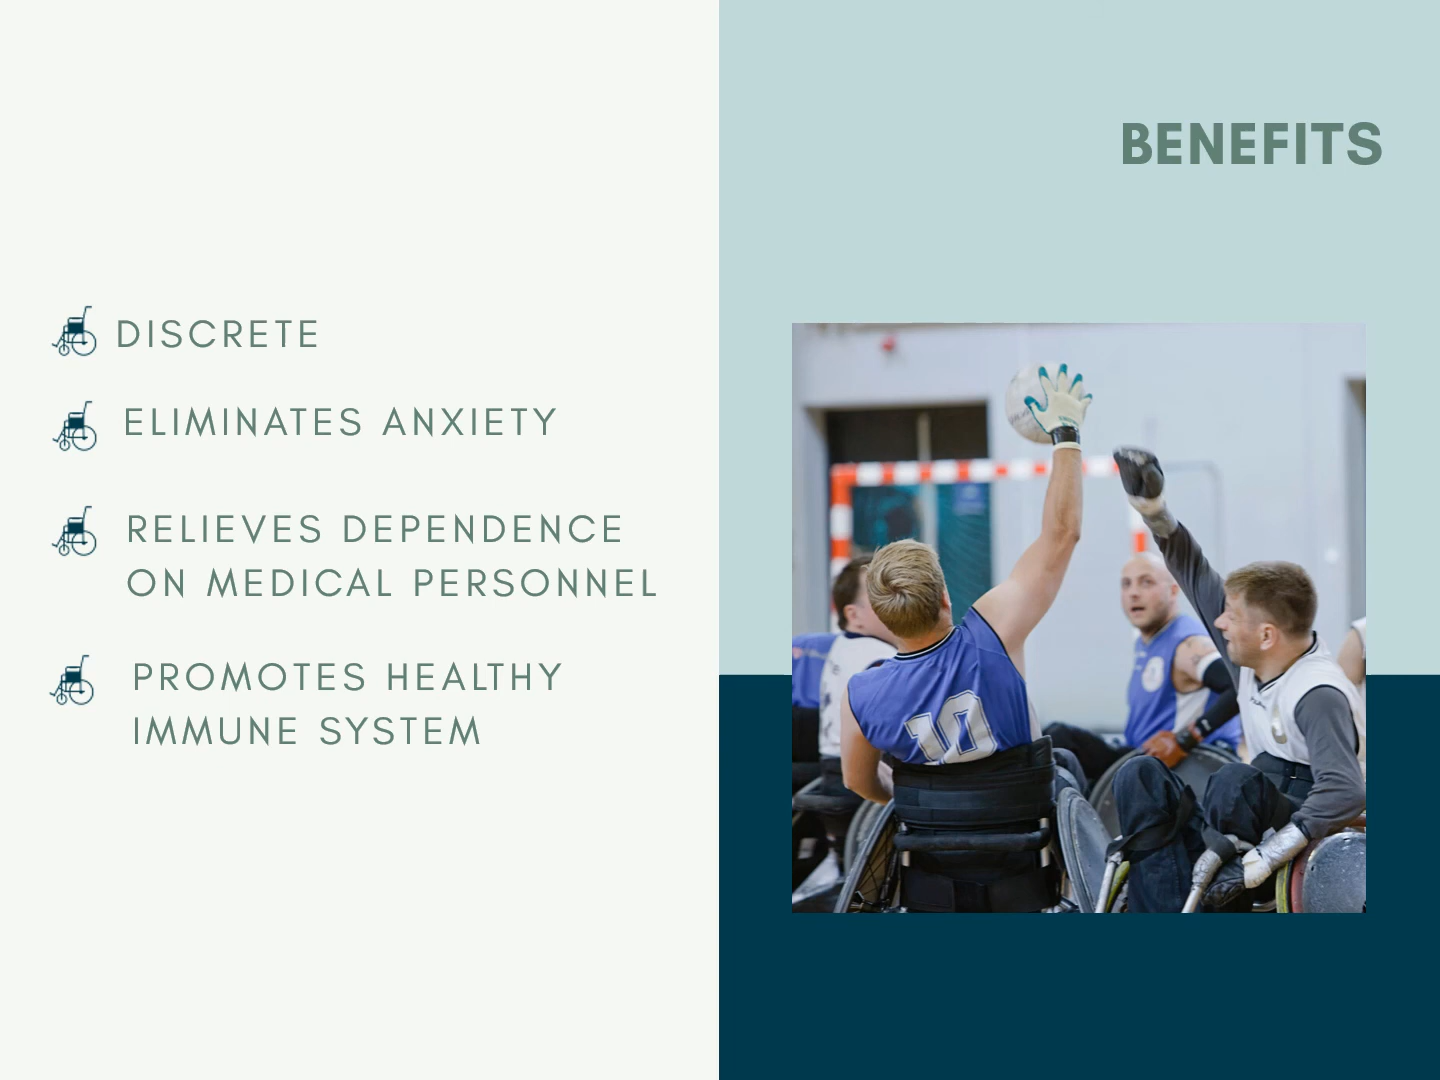 BENEFITS
DISCRETE
ELIMINATES ANXIETY
RELIEVES DEPENDENCE
ON MEDICAL PERSONNEL
PROMOTES HEALTHY
IMMUNE SYSTEM
10